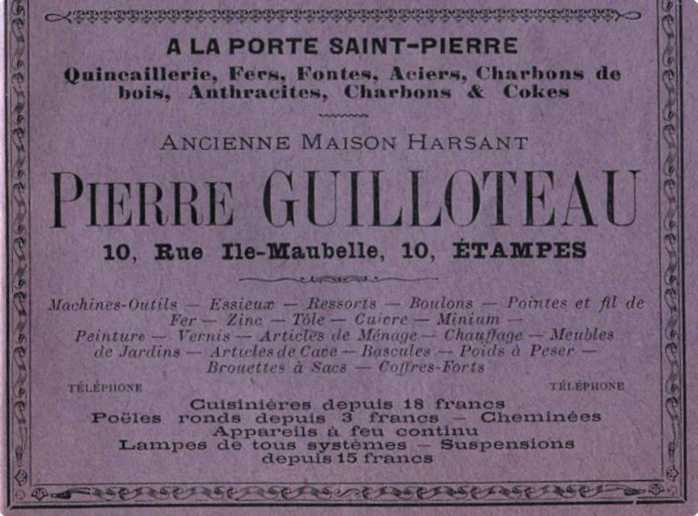 A LA PORTE SAINT-PIERRE
Quincaillerie, Fers, Fontes, Aciers, Charbons de
bois, Anthracites, Charbons & Cokes
ANCIENNE MAISON HARSANT
PIERRE GUILLOTEAU
10, Rue Ile-Maubelle, 10, ÉTAMPES
Machines-Outils — Essieux — Ressorts — Boulons — Pointes et fil de
Fer — Zinc — Tôle — Cuivre — Minium —
Peinture — Vernis — Articles de Ménage — Chauffage — Meubles
de Jardins — Articles de Cave — Bascules — Poids à Peser —
Brouettes à Sacs — Coffres-Forts
TÉLÉPHONE TÉLÉPHONE
Cuisinières depuis 18 francs
Poëles ronds depuis 3 francs — Cheminées
Appareils à feu continu
Lampes de tous systèmes — Suspensions
depuis 15 francs